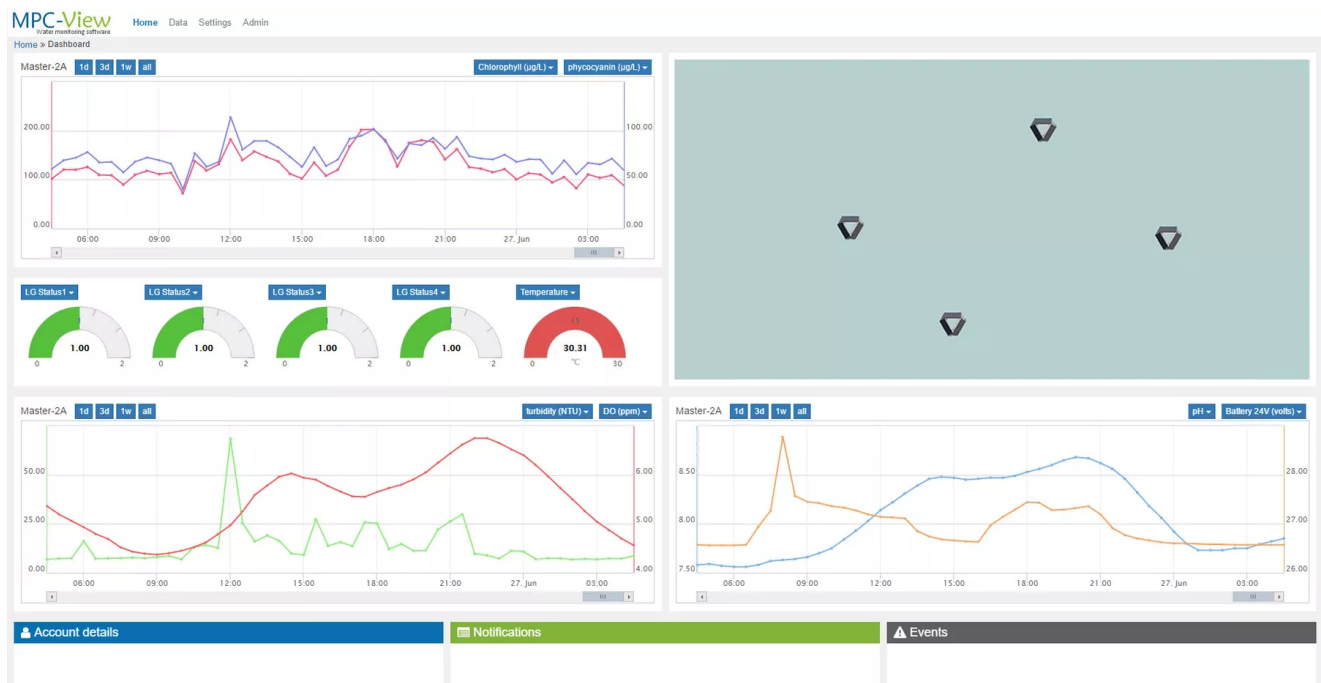 MPC-View
Water monitoring software
Home Data Settings Admin
Home » Dashboard
Master-2A 1d 3d 1w all Chlorophyll (µg/L) phycocyanin (µg/L)
200.00 100.00
100.00 50.00
0.00 0.00
06:00 09:00 12:00 15:00 18:00 21:00 27. Jun 03:00
LG Status1 LG Status2 LG Status3 LG Status4 Temperature
1 1 1 1 15
1.00 1.00 1.00 1.00 30.31
0 2 0 2 0 2 0 2 0 °C 30
Master-2A 1d 3d 1w all turbidity (NTU) DO (ppm)
50.00 6.00
25.00 5.00
0.00 4.00
06:00 09:00 12:00 15:00 18:00 21:00 27. Jun 03:00
Master-2A 1d 3d 1w all pH Battery 24V (volts)
8.50 28.00
8.00 27.00
7.50 26.00
06:00 09:00 12:00 15:00 18:00 21:00 27. Jun 03:00
Account details
Notifications
Events